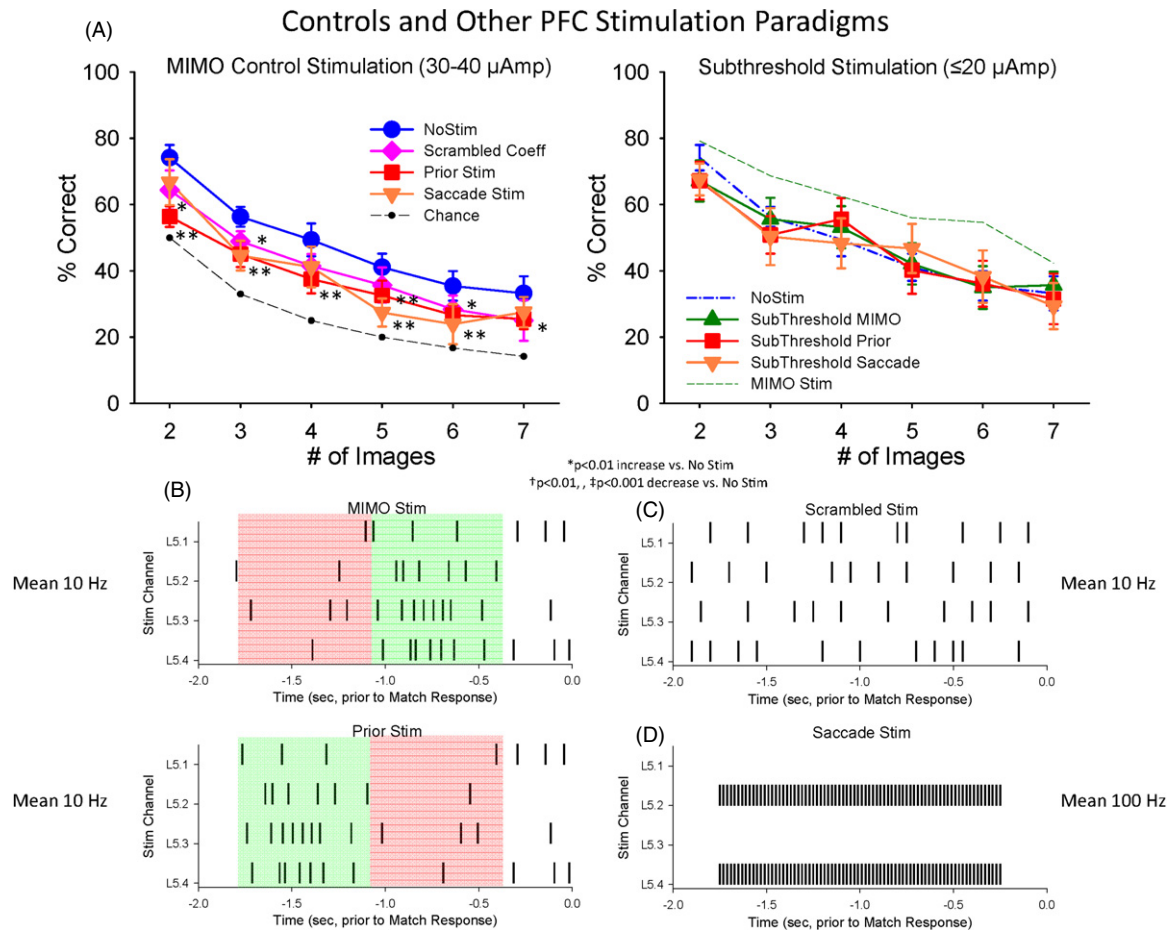 Controls and Other PFC Stimulation Paradigms
(A)
MIMO Control Stimulation (30-40 µAmp)
100
80
60
40
20
0
% Correct
NoStim
Scrambled Coeff
Prior Stim
Saccade Stim
Chance
*
**
*
**
**
**
**
*
**
*
2 3 4 5 6 7
# of Images
Subthreshold Stimulation (≤20 µAmp)
100
80
60
40
20
0
% Correct
NoStim
SubThreshold MIMO
SubThreshold Prior
SubThreshold Saccade
MIMO Stim
2 3 4 5 6 7
# of Images
*p<0.01 increase vs. No Stim
†p<0.01, , ‡p<0.001 decrease vs. No Stim
(B)
MIMO Stim
Mean 10 Hz
Stim Channel
L5.1
L5.2
L5.3
L5.4
-2.0 -1.5 -1.0 -0.5 0.0
Time (sec, prior to Match Response)
(C)
Scrambled Stim
Mean 10 Hz
Stim Channel
L5.1
L5.2
L5.3
L5.4
-2.0 -1.5 -1.0 -0.5 0.0
Time (sec, prior to Match Response)
Prior Stim
Mean 10 Hz
Stim Channel
L5.1
L5.2
L5.3
L5.4
-2.0 -1.5 -1.0 -0.5 0.0
Time (sec, prior to Match Response)
(D)
Saccade Stim
Mean 100 Hz
Stim Channel
L5.1
L5.2
L5.3
L5.4
-2.0 -1.5 -1.0 -0.5 0.0
Time (sec, prior to Match Response)